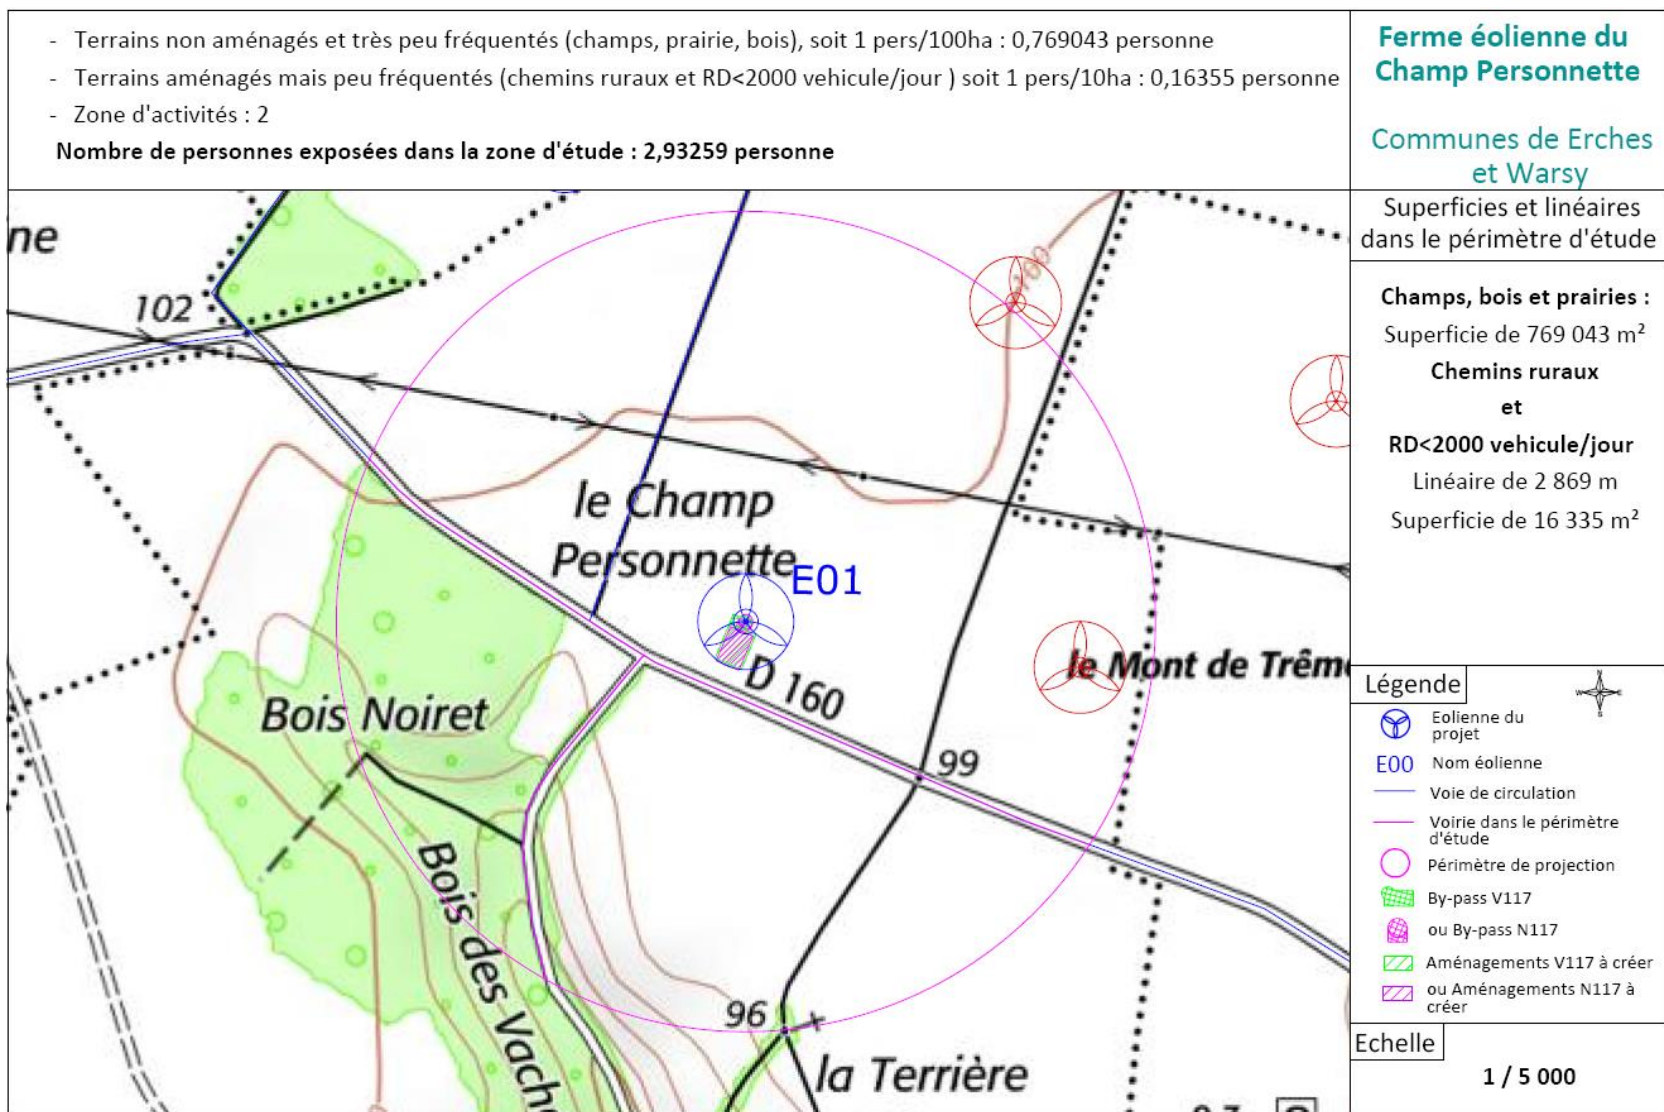 - Terrains non aménagés et très peu fréquentés (champs, prairie, bois), soit 1 pers/100ha : 0,769043 personne
- Terrains aménagés mais peu fréquentés (chemins ruraux et RD<2000 vehicule/jour ) soit 1 pers/10ha : 0,16355 personne
- Zone d'activités : 2
Nombre de personnes exposées dans la zone d'étude : 2,93259 personne
Ferme éolienne du
Champ Personnette
Communes de Erches
et Warsy
Superficies et linéaires
dans le périmètre d'étude
Champs, bois et prairies :
Superficie de 769 043 m²
Chemins ruraux
et
RD<2000 vehicule/jour
Linéaire de 2 869 m
Superficie de 16 335 m²
ne
102
100
le Champ
Personnette
E01
D 160
le Mont de Trême
Bois Noiret
99
Bois des Vach
96
la Terrière
Légende
N
W
E
S
Eolienne du
projet
E00
Nom éolienne
Voie de circulation
Voirie dans le périmètre
d'étude
Périmètre de projection
By-pass V117
ou By-pass N117
Aménagements V117 à créer
ou Aménagements N117 à
créer
Echelle
1 / 5 000